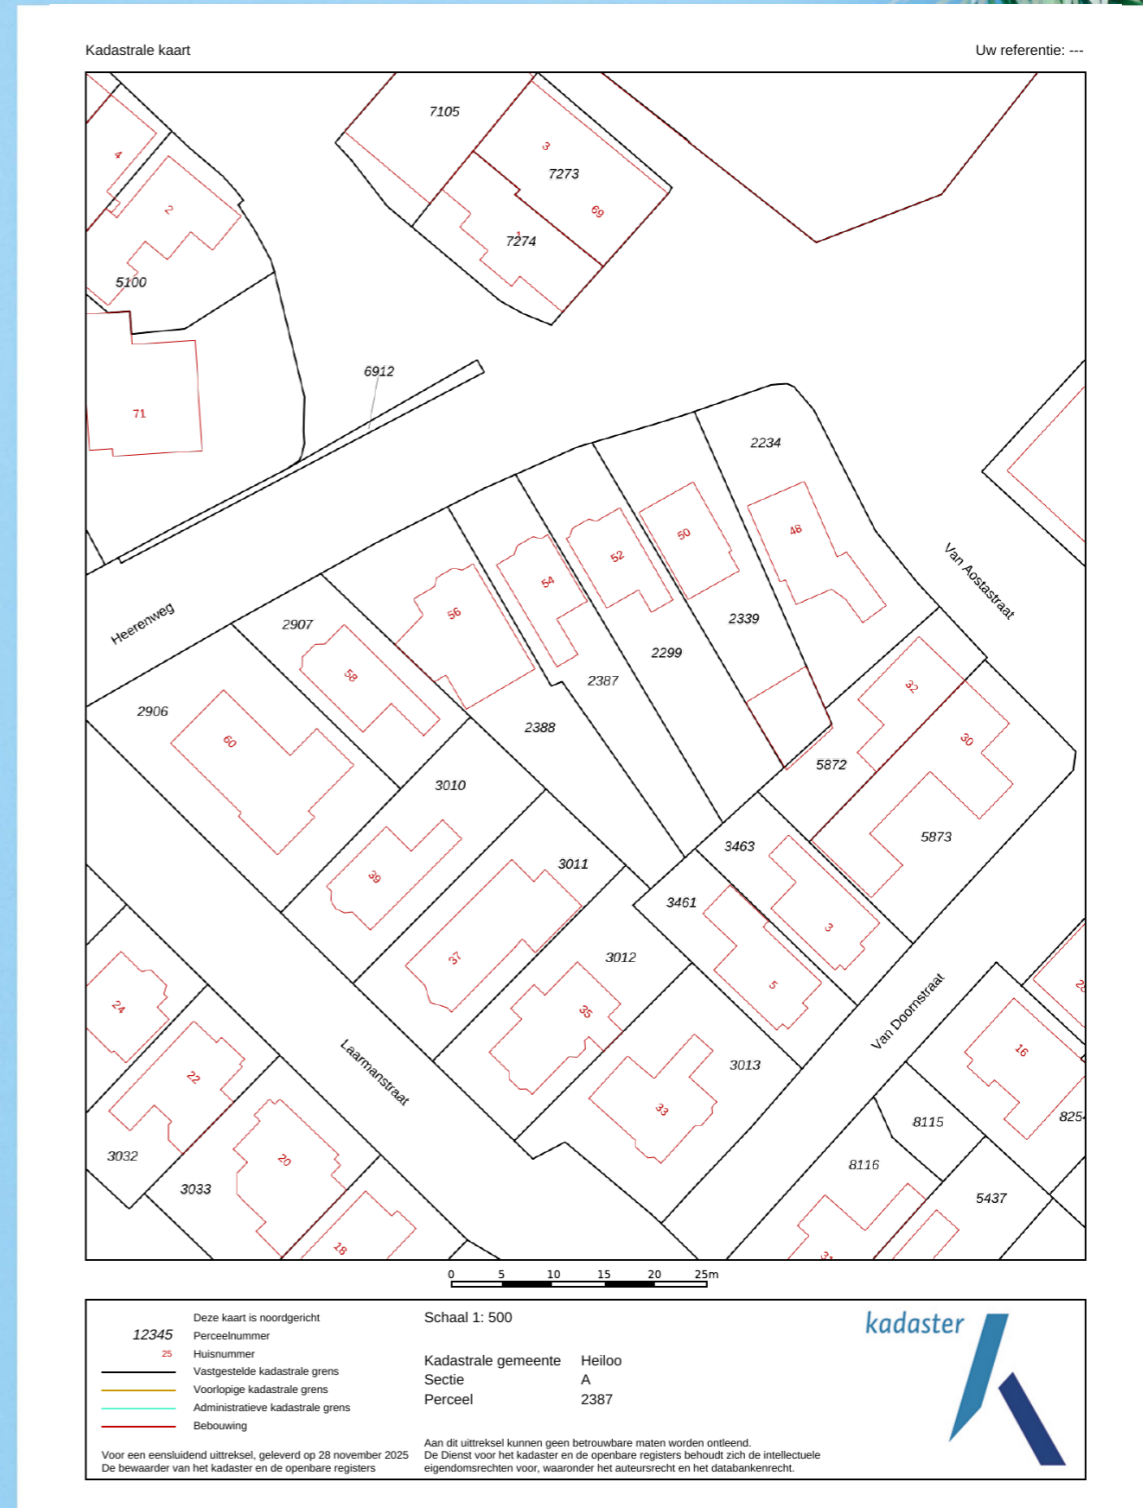 Kadastrale kaart
Uw referentie: ---
7105
3
7273
69
1
7274
4
2
5100
6912
71
2234
48
50
52
54
56
2339
2299
2387
2388
Van Aostastraat
Heerenweg
2907
58
2906
60
32
30
5872
5873
3010
39
3463
3
3011
37
3461
5
3012
35
3013
33
Van Doornstraat
Laarmanstraat
24
22
3032
20
3033
18
28
16
8254
8115
8116
5437
31
0 5 10 15 20 25m
Deze kaart is noordgericht
12345 Perceelnummer
25 Huisnummer
Vastgestelde kadastrale grens
Voorlopige kadastrale grens
Administratieve kadastrale grens
Bebouwing
Voor een eensluidend uittreksel, geleverd op 28 november 2025
De bewaarder van het kadaster en de openbare registers
Schaal 1: 500
Kadastrale gemeente Heiloo
Sectie A
Perceel 2387
Aan dit uittreksel kunnen geen betrouwbare maten worden ontleend.
De Dienst voor het kadaster en de openbare registers behoudt zich de intellectuele
eigendomsrechten voor, waaronder het auteursrecht en het databankenrecht.
kadaster